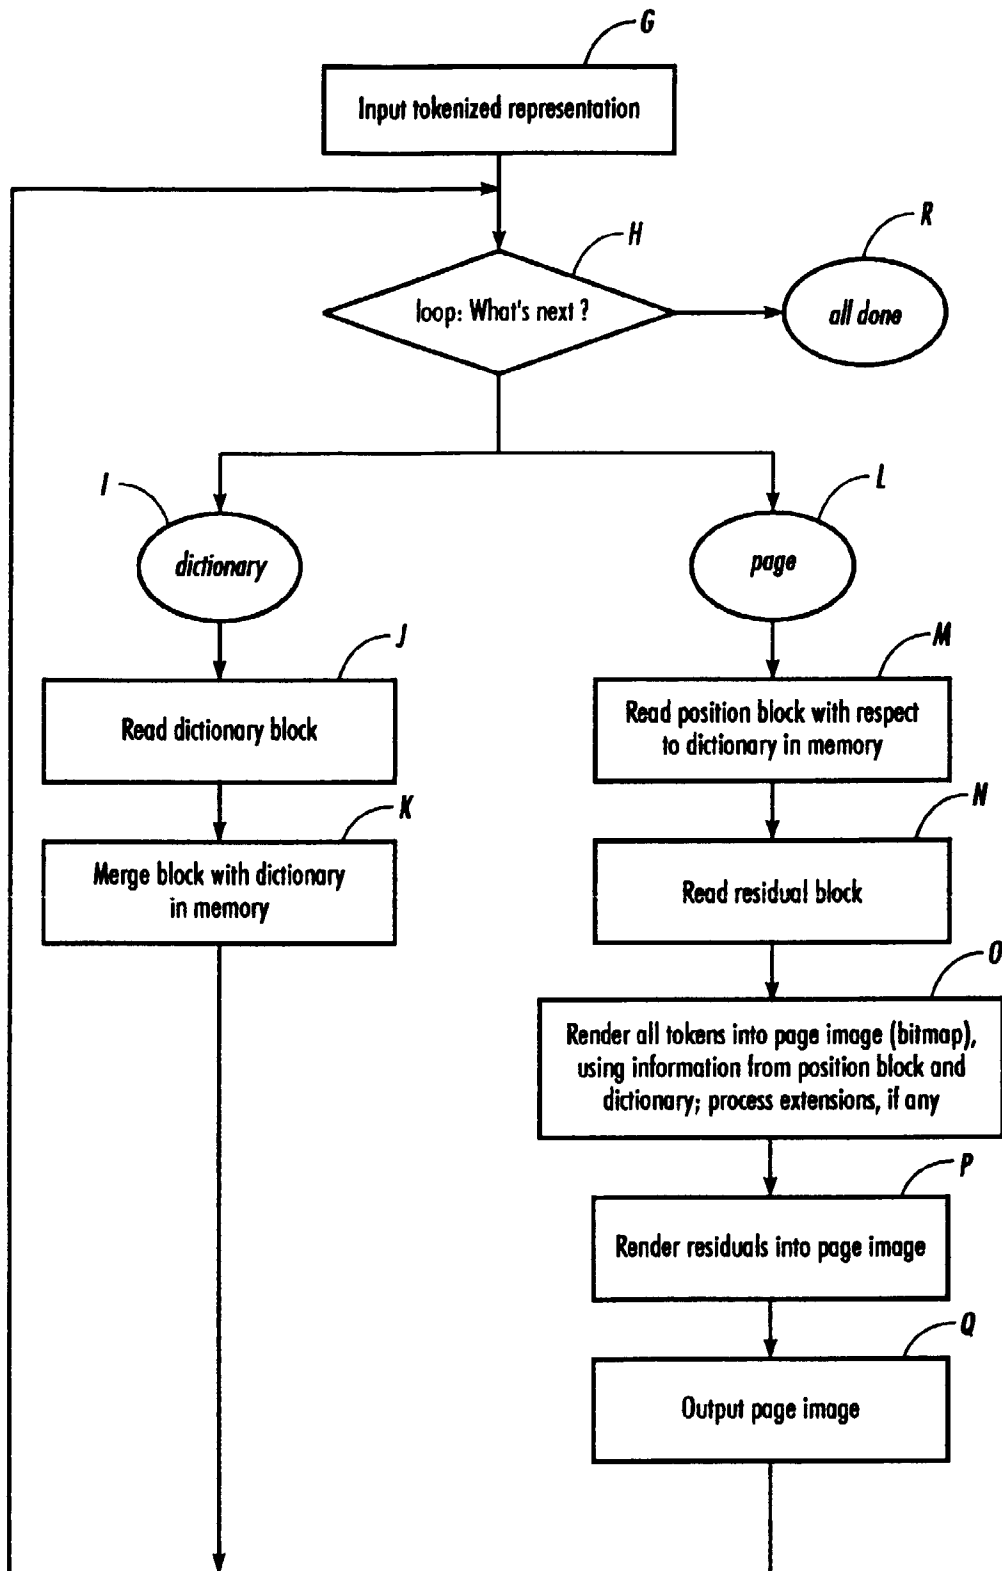 G
Input tokenized representation
H
R
loop: What's next ?
all done
I
L
dictionary
page
J
M
Read dictionary block
Read position block with respect
to dictionary in memory
K
N
Merge block with dictionary
in memory
Read residual block
O
Render all tokens into page image (bitmap),
using information from position block and
dictionary; process extensions, if any
P
Render residuals into page image
Q
Output page image